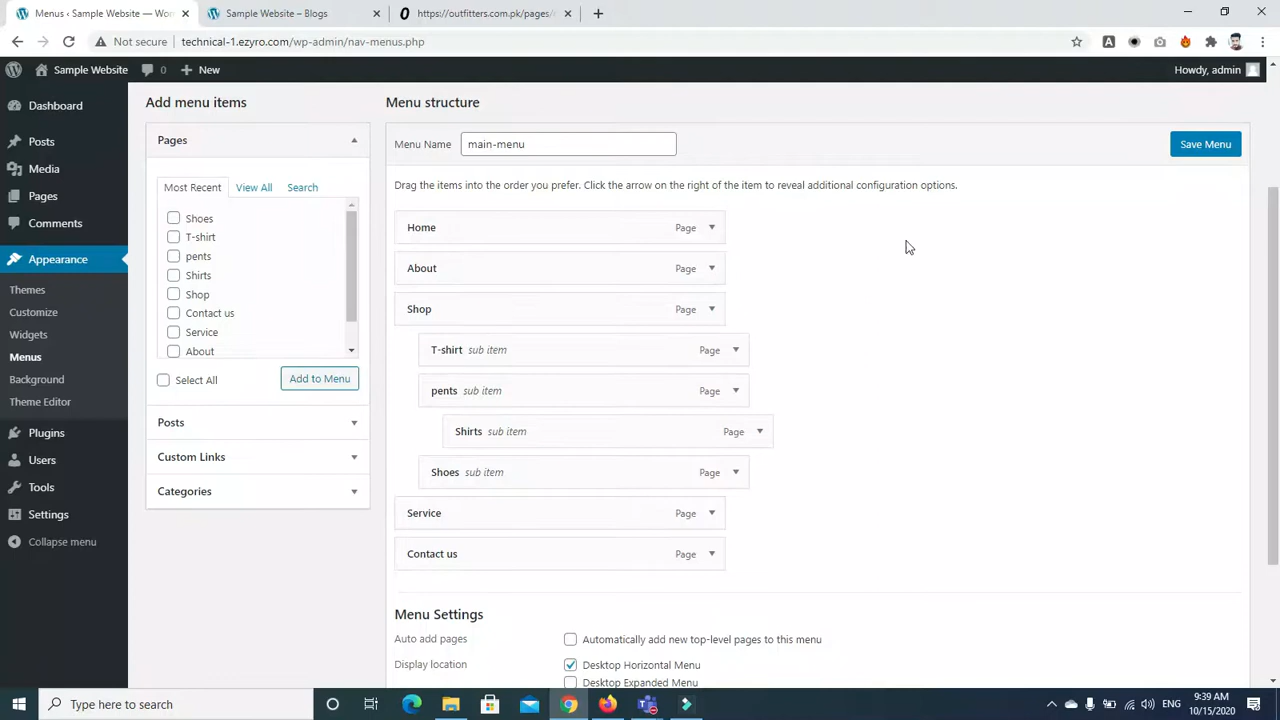 Menus ‹ Sample Website — Wor
Sample Website – Blogs
https://outfitters.com.pk/pages/
Not secure
technical-1.ezyro.com/wp-admin/nav-menus.php
Sample Website
0
New
Howdy, admin
Dashboard
Posts
Media
Pages
Comments
Appearance
Themes
Customize
Widgets
Menus
Background
Theme Editor
Plugins
Users
Tools
Settings
Collapse menu
Add menu items
Pages
Most Recent
View All
Search
Shoes
T-shirt
pents
Shirts
Shop
Contact us
Service
About
Select All
Add to Menu
Posts
Custom Links
Categories
Menu structure
Menu Name
main-menu
Save Menu
Drag the items into the order you prefer. Click the arrow on the right of the item to reveal additional configuration options.
Home Page
About Page
Shop Page
T-shirt sub item Page
pents sub item Page
Shirts sub item Page
Shoes sub item Page
Service Page
Contact us Page
Menu Settings
Auto add pages
Automatically add new top-level pages to this menu
Display location
Desktop Horizontal Menu
Desktop Expanded Menu
Type here to search
ENG
9:39 AM
10/15/2020